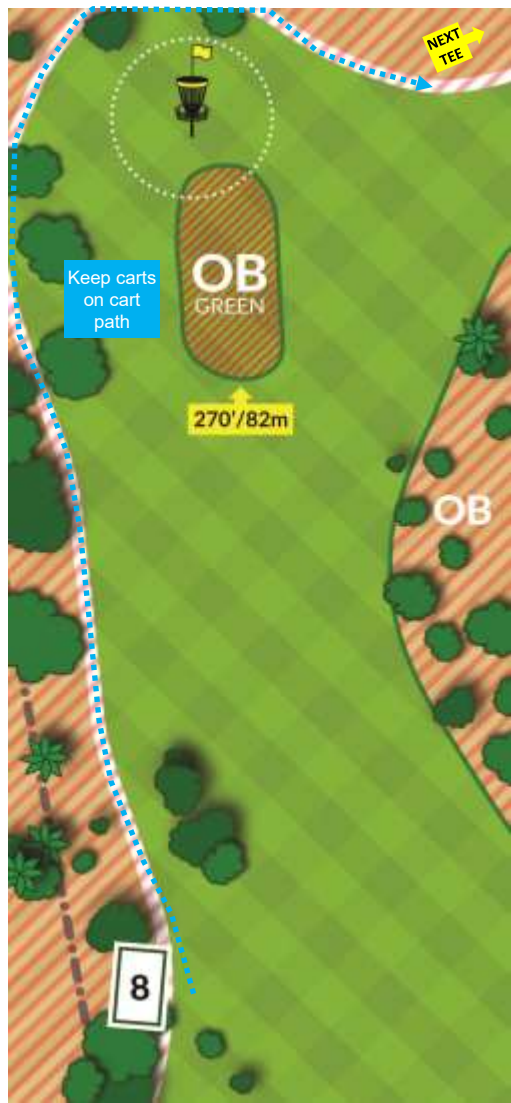 NEXT
TEE
OB
GREEN
Keep carts
on cart
path
270'/82m
OB
8